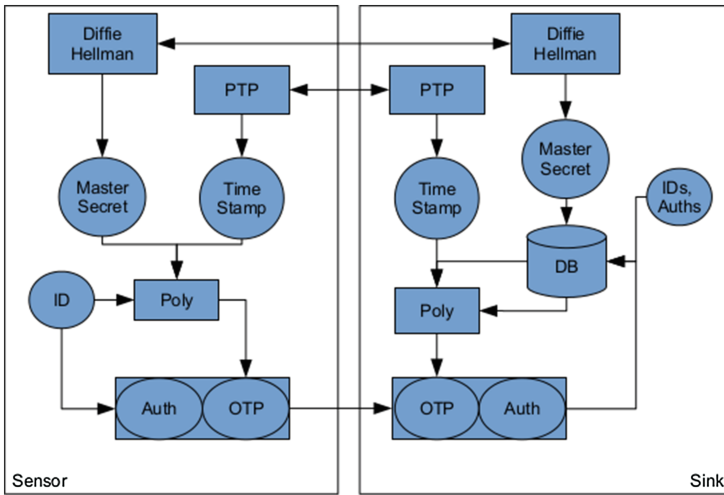 Diffie
Hellman
PTP
Master
Secret
Time
Stamp
ID
Poly
Auth
OTP
Sensor
Diffie
Hellman
PTP
Master
Secret
Time
Stamp
IDs,
Auths
DB
Poly
OTP
Auth
Sink